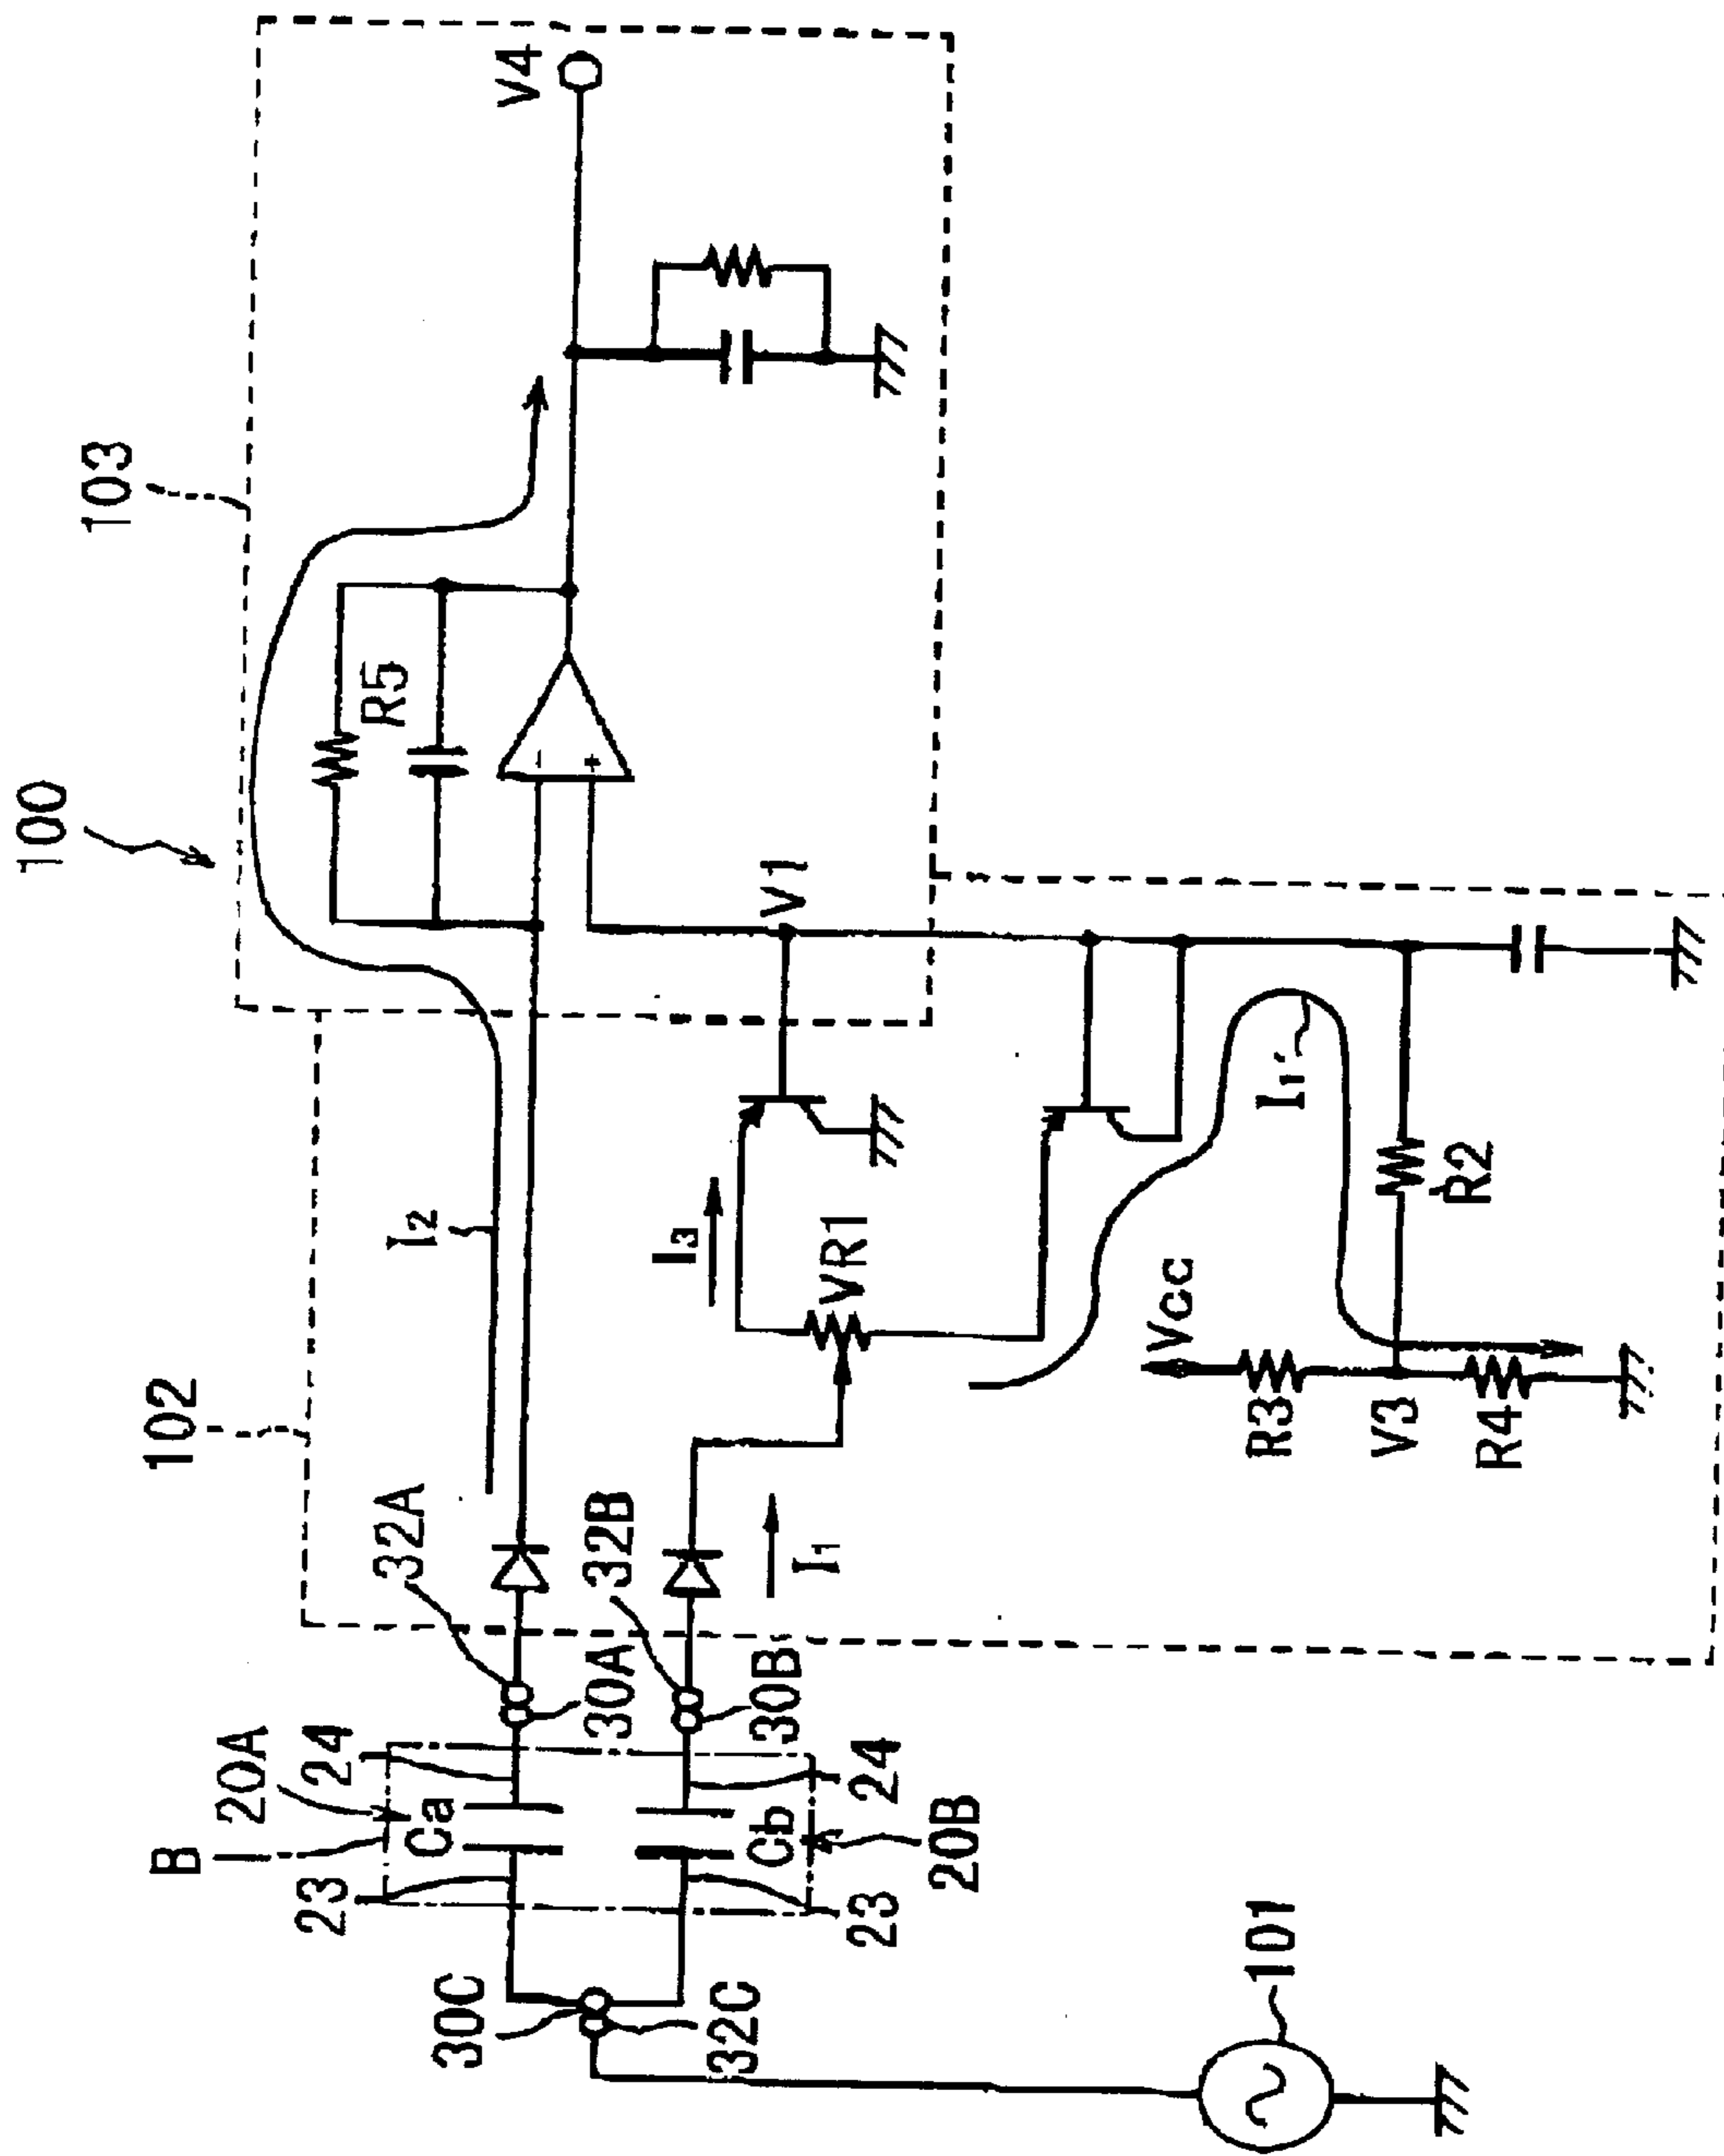 100
103
V4
R5
-
+
V1
102
I2
I3
VR1
I1'
Vcc
R3
V3
R4
R2
32A
32B
I1
30A
30B
20A
24
B
Ca
23
Cb
24
20B
23
30C
32C
101